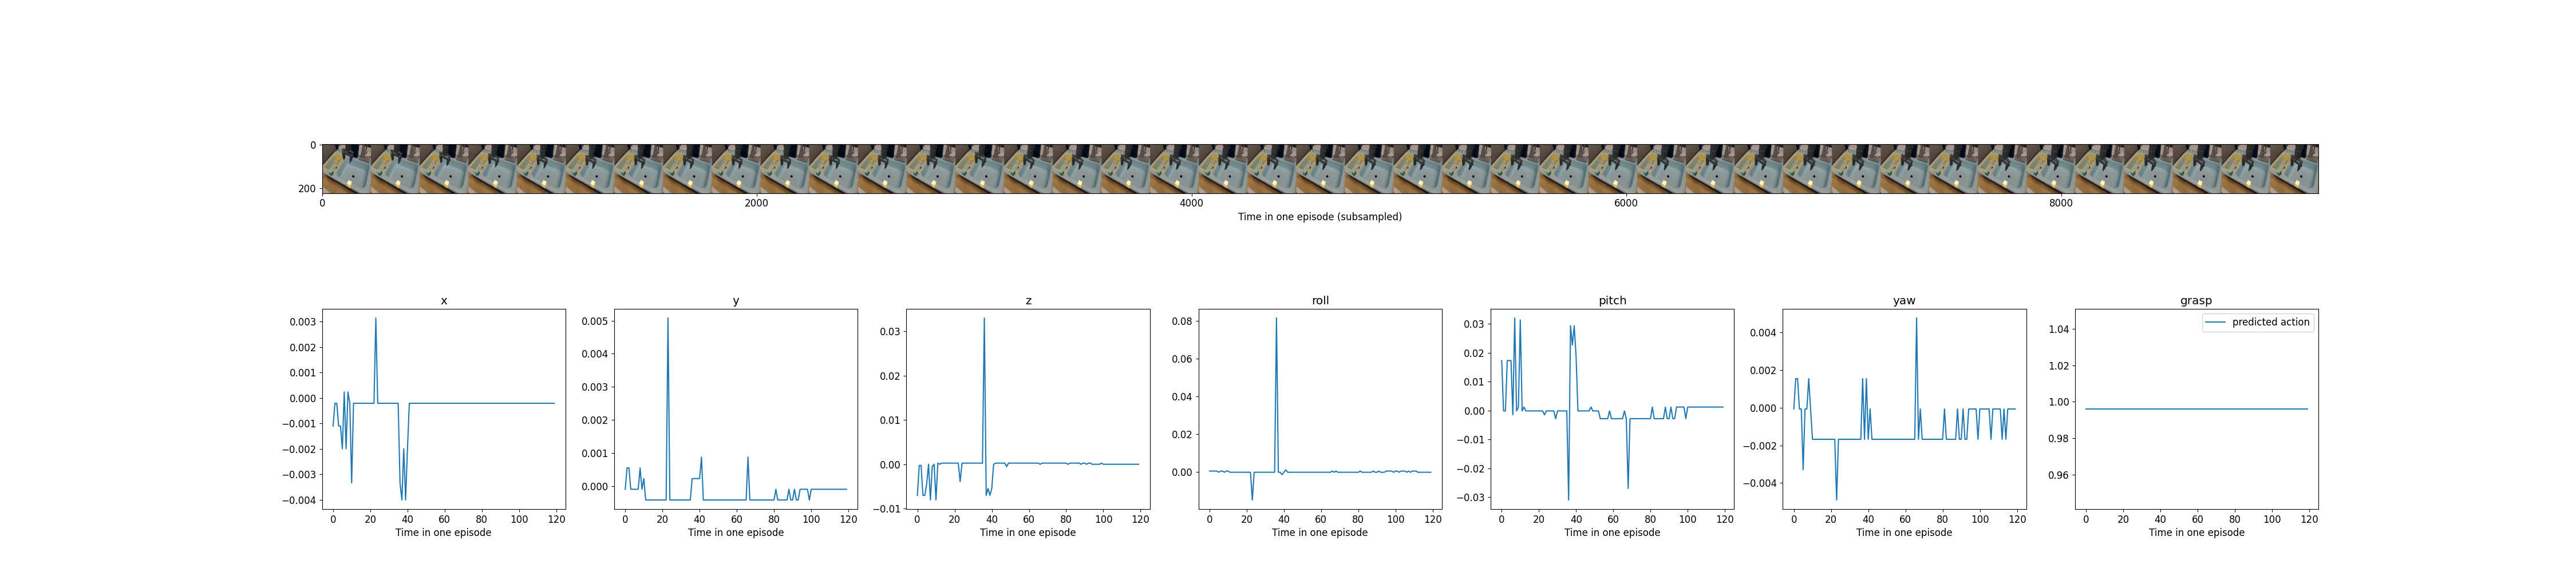 0
200
0 2000 4000 6000 8000
Time in one episode (subsampled)
x y z roll pitch yaw grasp
0.003
0.002
0.001
0.000
−0.001
−0.002
−0.003
−0.004
0 20 40 60 80 100 120
Time in one episode
0.005
0.004
0.003
0.002
0.001
0.000
0 20 40 60 80 100 120
Time in one episode
0.03
0.02
0.01
0.00
−0.01
0 20 40 60 80 100 120
Time in one episode
0.08
0.06
0.04
0.02
0.00
0 20 40 60 80 100 120
Time in one episode
0.03
0.02
0.01
0.00
−0.01
−0.02
−0.03
0 20 40 60 80 100 120
Time in one episode
0.004
0.002
0.000
−0.002
−0.004
0 20 40 60 80 100 120
Time in one episode
predicted action
1.04
1.02
1.00
0.98
0.96
0 20 40 60 80 100 120
Time in one episode